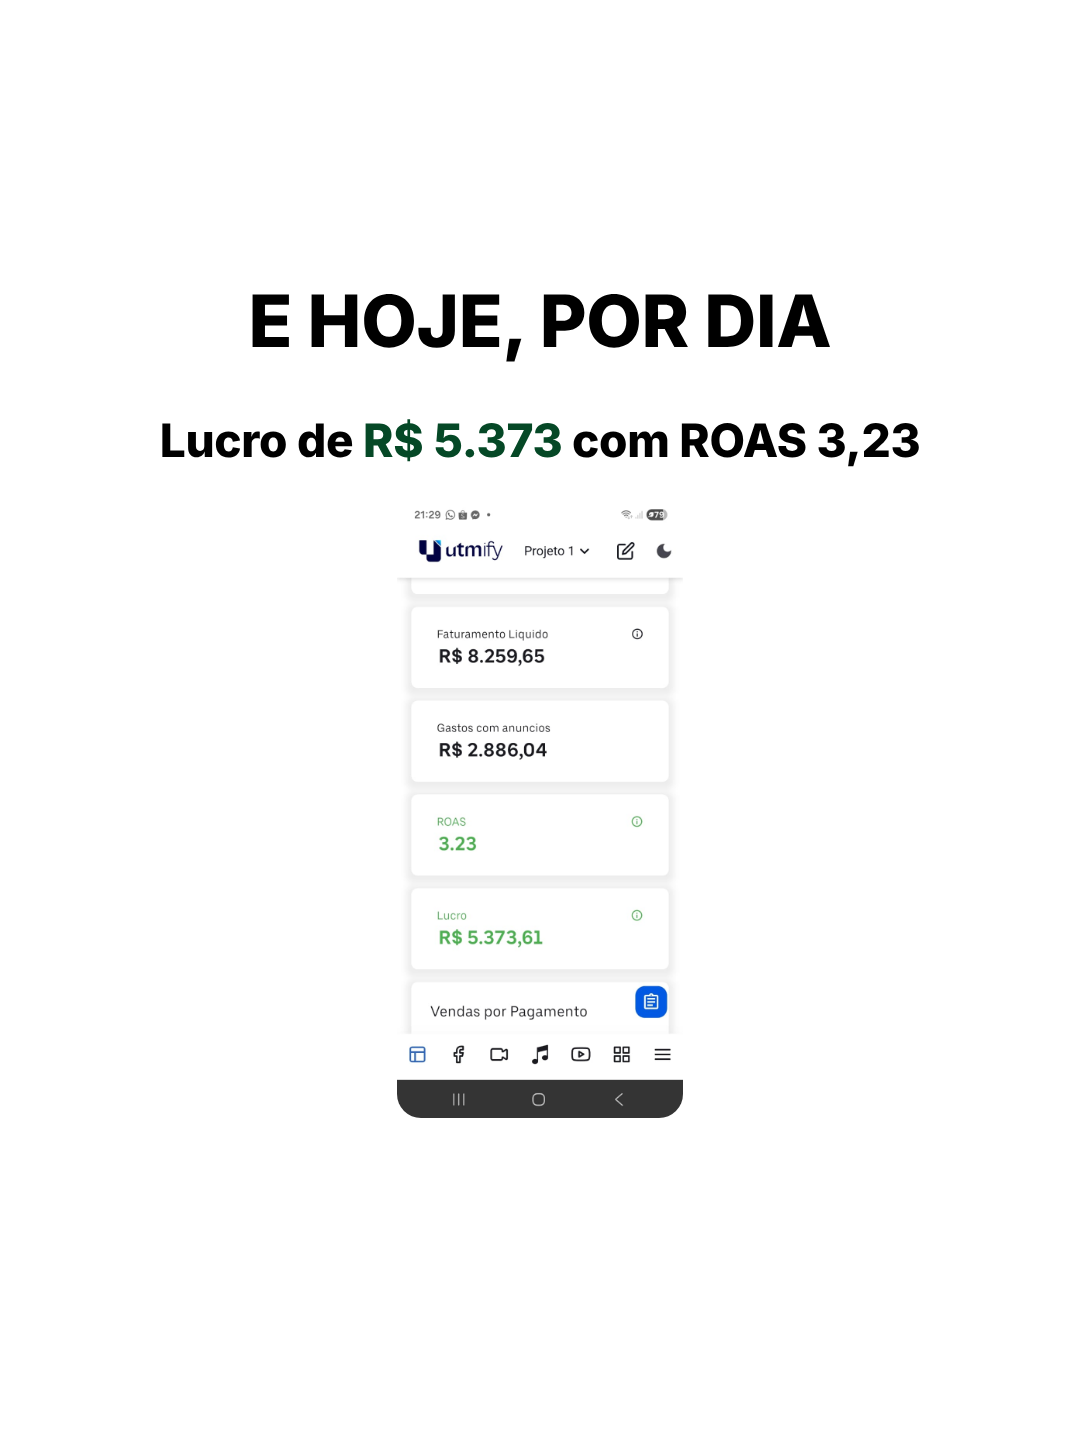 E HOJE, POR DIA
Lucro de R$ 5.373 com ROAS 3,23
21:29
79
utmify
Projeto 1
Faturamento Liquido
R$ 8.259,65
Gastos com anuncios
R$ 2.886,04
ROAS
3.23
Lucro
R$ 5.373,61
Vendas por Pagamento